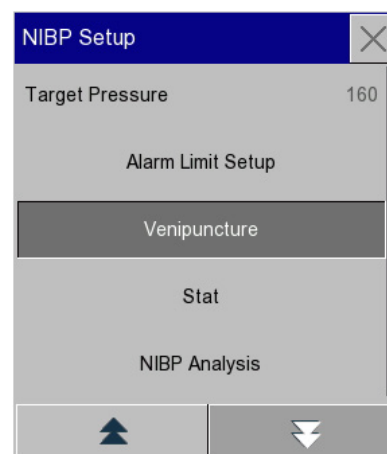 NIBP Setup
Target Pressure 160
Alarm Limit Setup
Venipuncture
Stat
NIBP Analysis